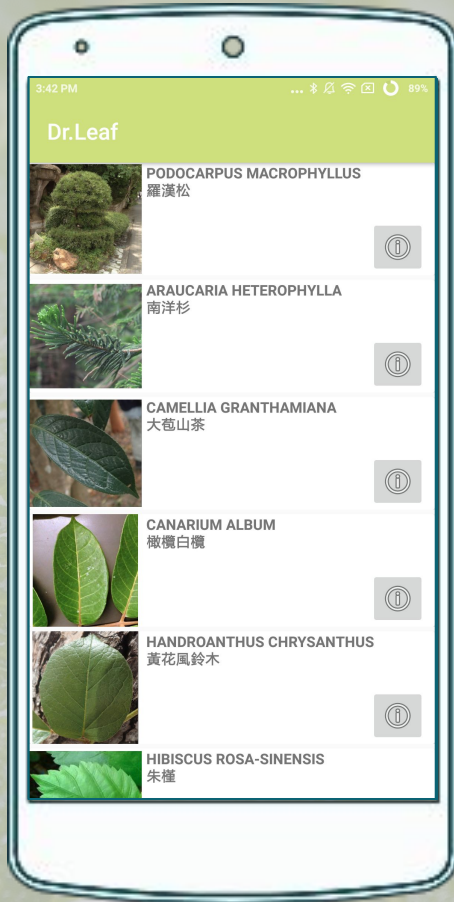 3:42 PM
... 89%
Dr.Leaf
PODOCARPUS MACROPHYLLUS
羅漢松
ARAUCARIA HETEROPHYLLA
南洋杉
CAMELLIA GRANTHAMIANA
大苞山茶
CANARIUM ALBUM
橄欖白欖
HANDROANTHUS CHRYSANTHUS
黃花風鈴木
HIBISCUS ROSA-SINENSIS
朱槿